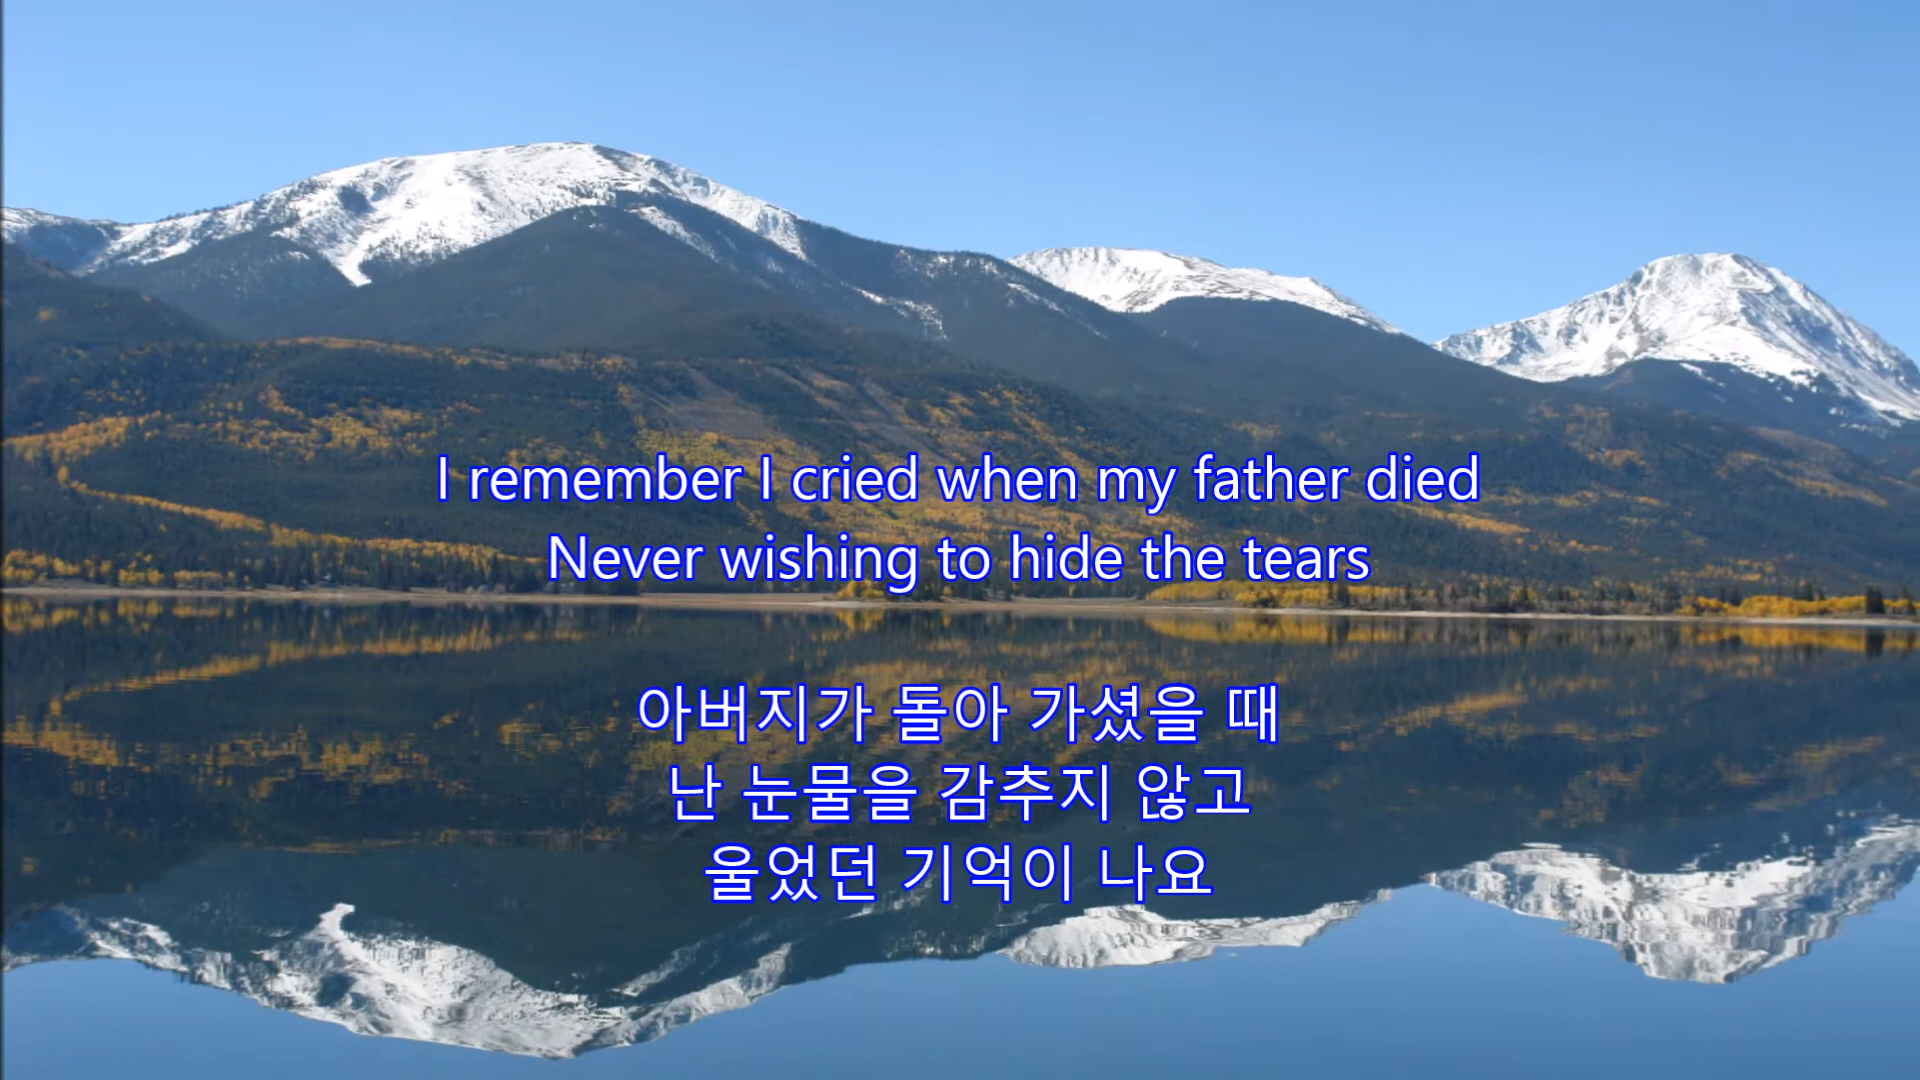 I remember I cried when my father died
Never wishing to hide the tears
아버지가 돌아 가셨을 때
난 눈물을 감추지 않고
울었던 기억이 나요